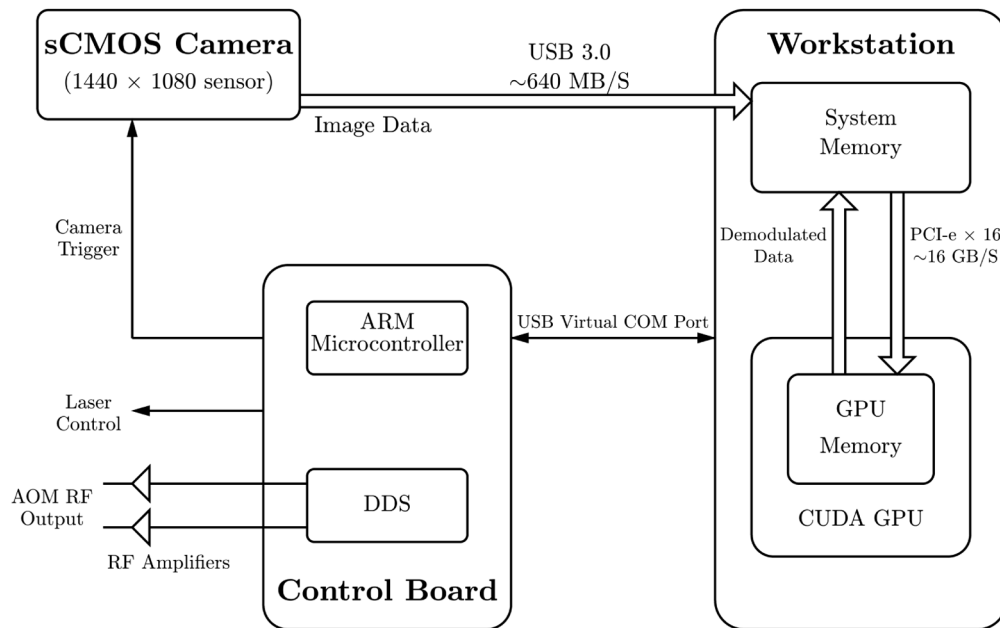 sCMOS Camera
(1440 × 1080 sensor)
USB 3.0
~640 MB/S
Image Data
Workstation
System
Memory
Camera
Trigger
Demodulated
Data
PCI-e × 16
~16 GB/S
ARM
Microcontroller
USB Virtual COM Port
Laser
Control
GPU
Memory
CUDA GPU
AOM RF
Output
DDS
RF Amplifiers
Control Board